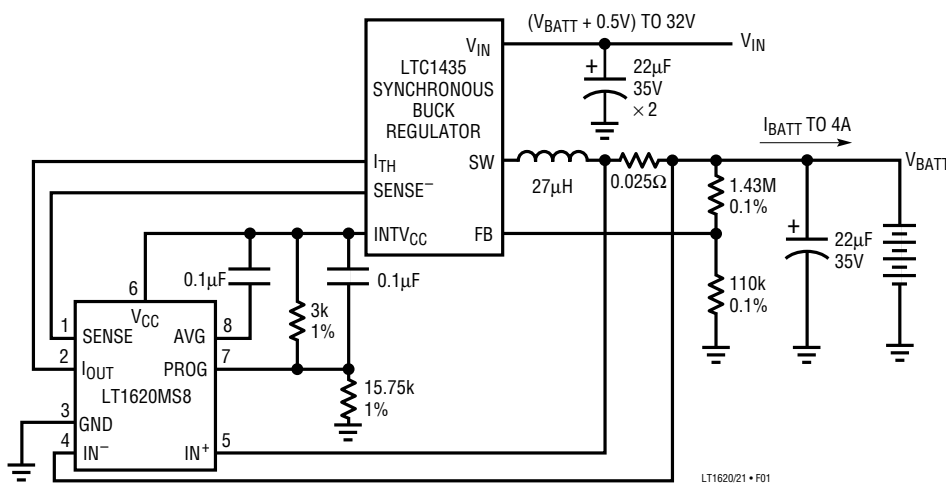 (VBATT + 0.5V) TO 32V
VIN
VIN
LTC1435
SYNCHRONOUS
BUCK
REGULATOR
+
22µF
35V
× 2
IBATT TO 4A
ITH
SW
VBATT
SENSE−
27µH
0.025Ω
1.43M
0.1%
INTVCC
FB
+
22µF
35V
0.1µF
0.1µF
110k
0.1%
6
VCC
3k
1%
1
SENSE
AVG
8
2
IOUT
PROG
7
LT1620MS8
15.75k
1%
3
GND
4
IN−
IN+
5
LT1620/21 • F01